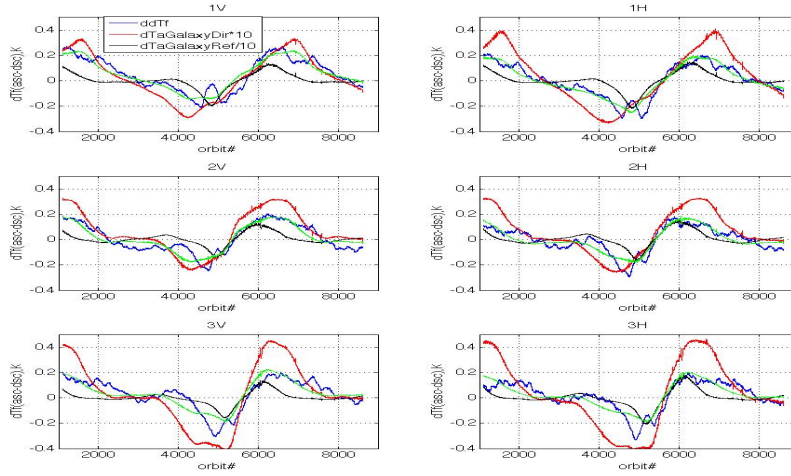 1V
1H
ddTf
dTaGalaxyDir*10
dTaGalaxyRef/10
dTf(asc-dsc),K
0.4
0.2
0
-0.2
-0.4
2000
4000
6000
8000
orbit#
dTf(asc-dsc),K
0.4
0.2
0
-0.2
-0.4
2000
4000
6000
8000
orbit#
2V
2H
dTf(asc-dsc),K
0.4
0.2
0
-0.2
-0.4
2000
4000
6000
8000
orbit#
dTf(asc-dsc),K
0.4
0.2
0
-0.2
-0.4
2000
4000
6000
8000
orbit#
3V
3H
dTf(asc-dsc),K
0.4
0.2
0
-0.2
-0.4
2000
4000
6000
8000
orbit#
dTf(asc-dsc),K
0.4
0.2
0
-0.2
-0.4
2000
4000
6000
8000
orbit#